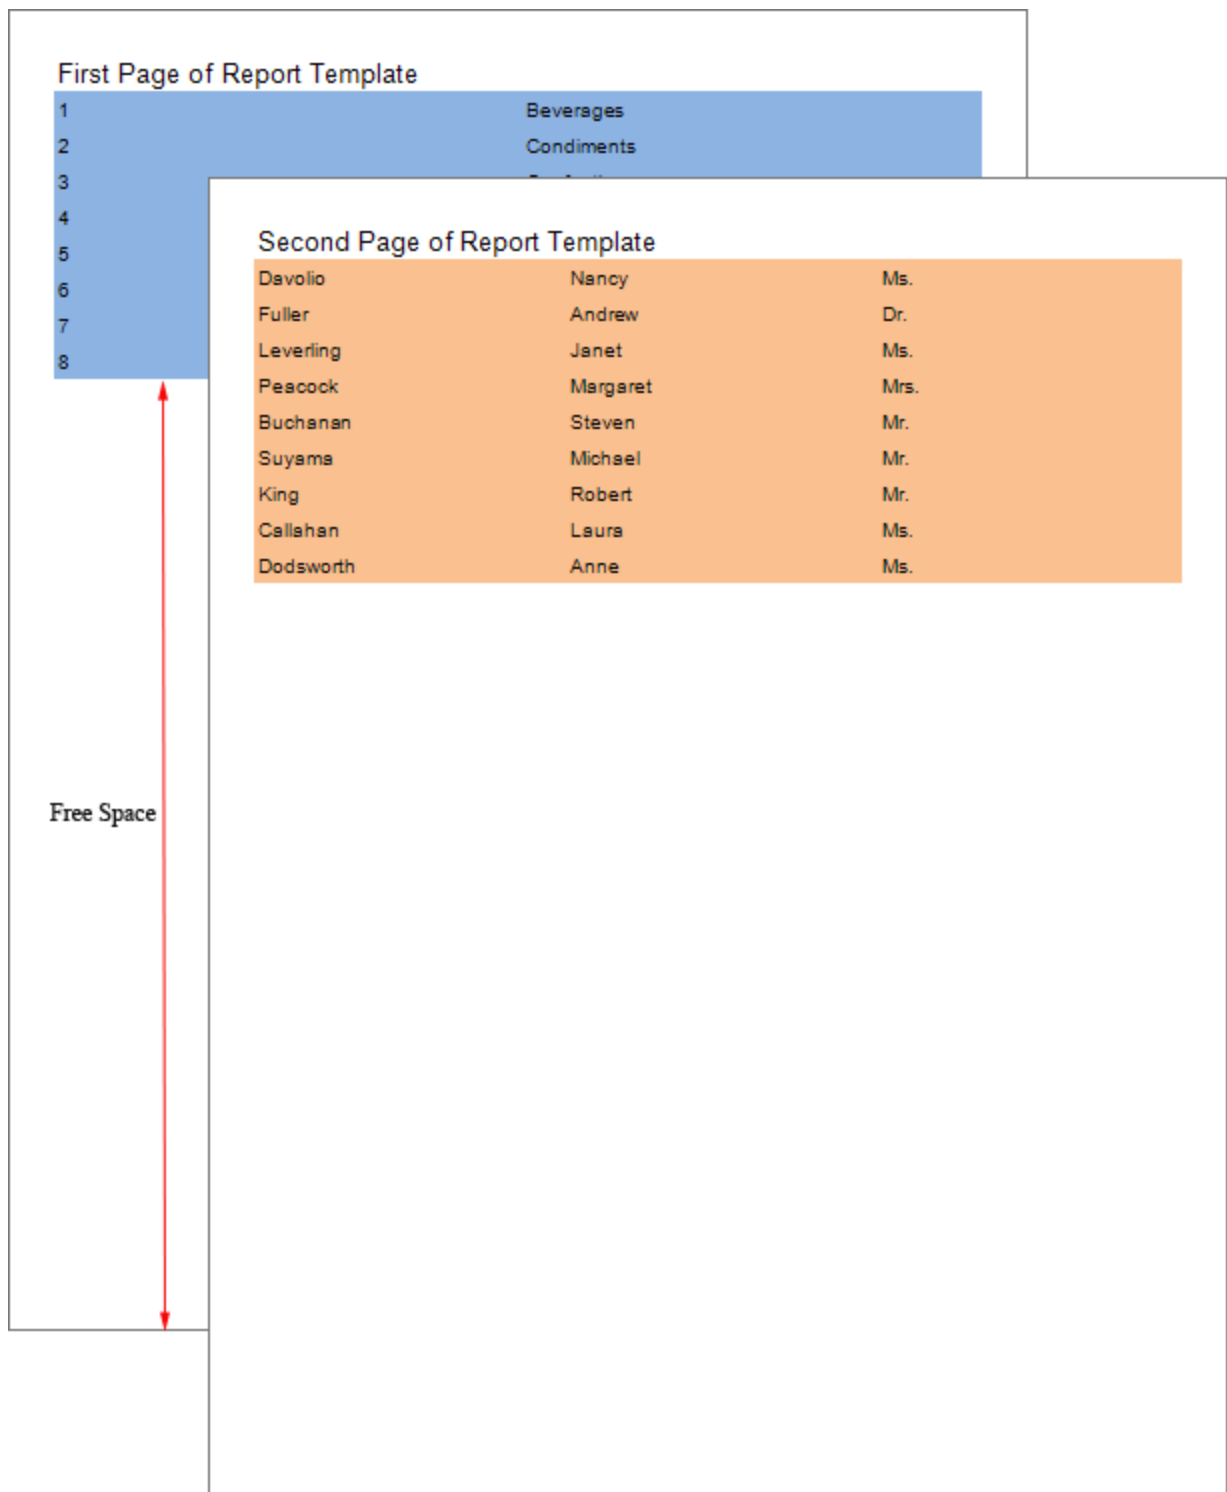 First Page of Report Template
1 Beverages
2 Condiments
3
4
5
6
7
8
Free Space
Second Page of Report Template
Davolio Nancy Ms.
Fuller Andrew Dr.
Leverling Janet Ms.
Peacock Margaret Mrs.
Buchanan Steven Mr.
Suyama Michael Mr.
King Robert Mr.
Callahan Laura Ms.
Dodsworth Anne Ms.